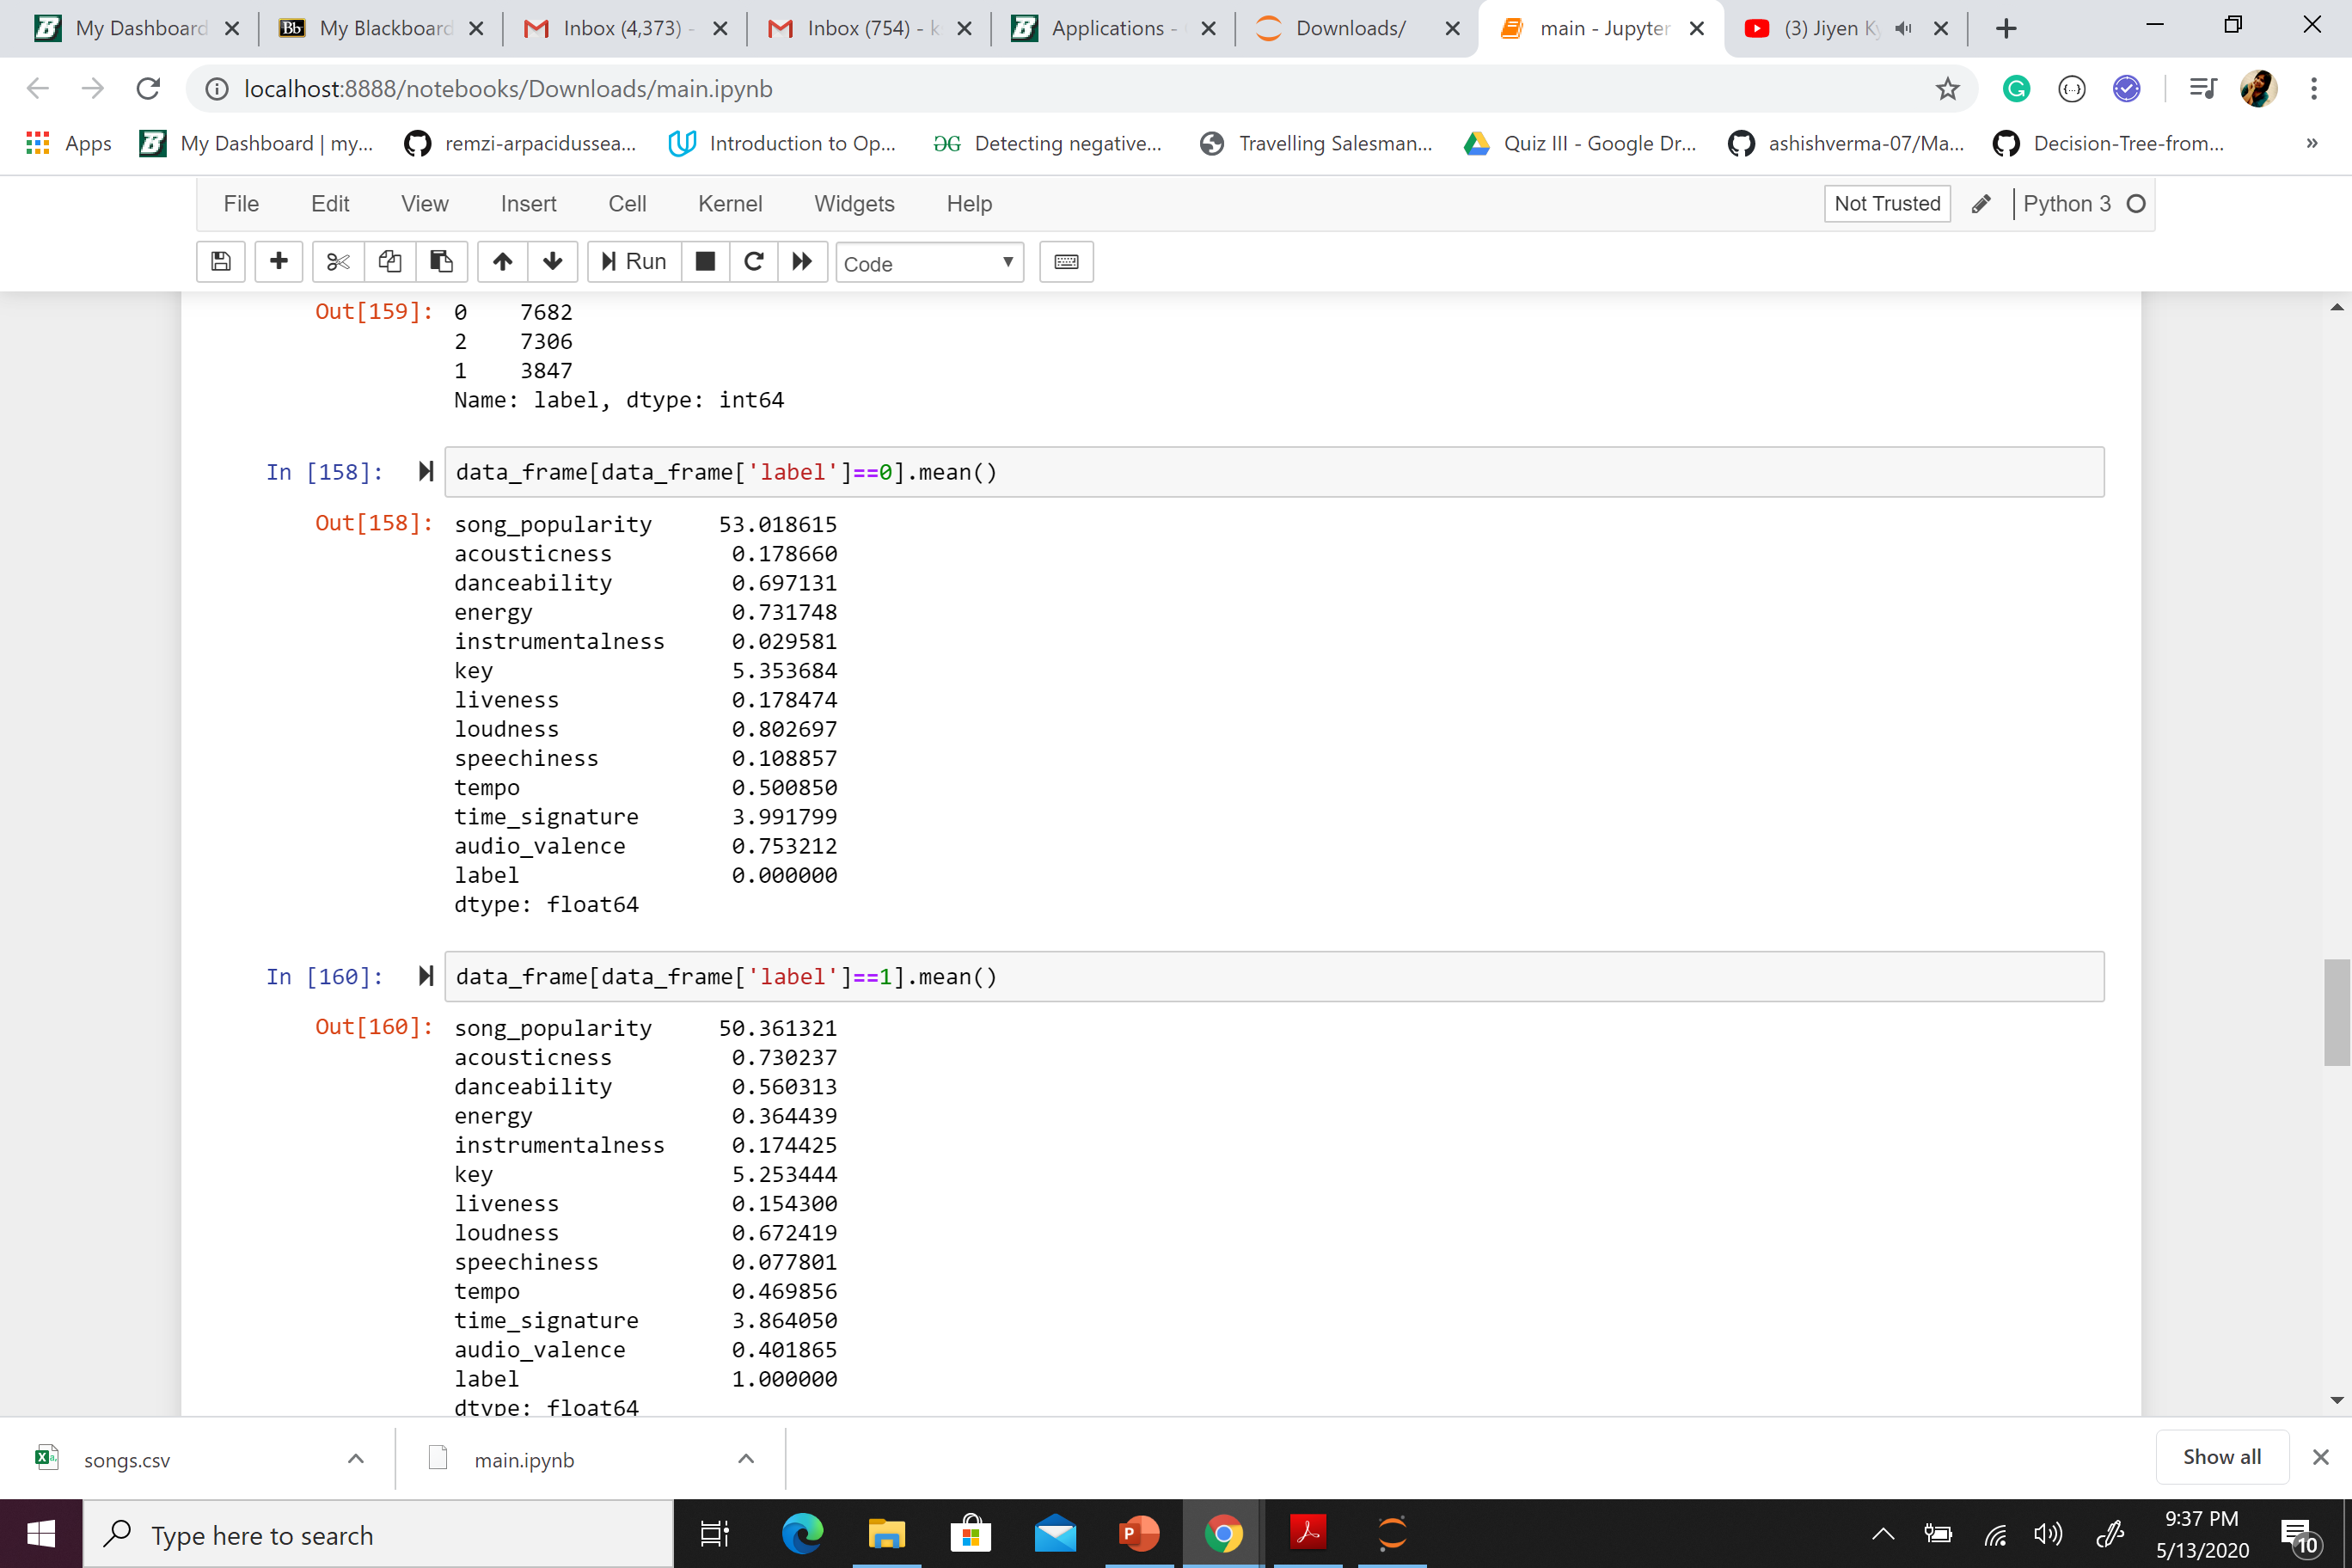 My Dashboard
My Blackboard
Inbox (4,373) -
Inbox (754) - k
Applications -
Downloads/
main - Jupyter
(3) Jiyen Ky
localhost:8888/notebooks/Downloads/main.ipynb
Apps
My Dashboard | my...
remzi-arpacidussea...
Introduction to Op...
Detecting negative...
Travelling Salesman...
Quiz III - Google Dr...
ashishverma-07/Ma...
Decision-Tree-from...
»
File Edit View Insert Cell Kernel Widgets Help
Not Trusted
Python 3
Run
Code
Out[159]: 0 7682
2 7306
1 3847
Name: label, dtype: int64
In [158]: data_frame[data_frame['label']==0].mean()
Out[158]: song_popularity 53.018615
acousticness 0.178660
danceability 0.697131
energy 0.731748
instrumentalness 0.029581
key 5.353684
liveness 0.178474
loudness 0.802697
speechiness 0.108857
tempo 0.500850
time_signature 3.991799
audio_valence 0.753212
label 0.000000
dtype: float64
In [160]: data_frame[data_frame['label']==1].mean()
Out[160]: song_popularity 50.361321
acousticness 0.730237
danceability 0.560313
energy 0.364439
instrumentalness 0.174425
key 5.253444
liveness 0.154300
loudness 0.672419
speechiness 0.077801
tempo 0.469856
time_signature 3.864050
audio_valence 0.401865
label 1.000000
dtype: float64
songs.csv
main.ipynb
Show all
Type here to search
9:37 PM
5/13/2020
10